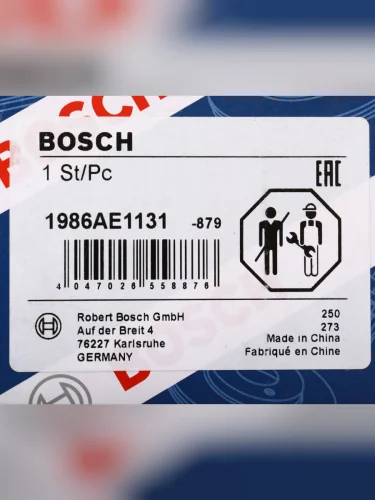 BOSCH
1 St/Pc
EAC
1986AE1131 -879
4 047026 558876
Robert Bosch GmbH
Auf der Breit 4
76227 Karlsruhe
GERMANY
250
273
Made in China
Fabriqué en Chine